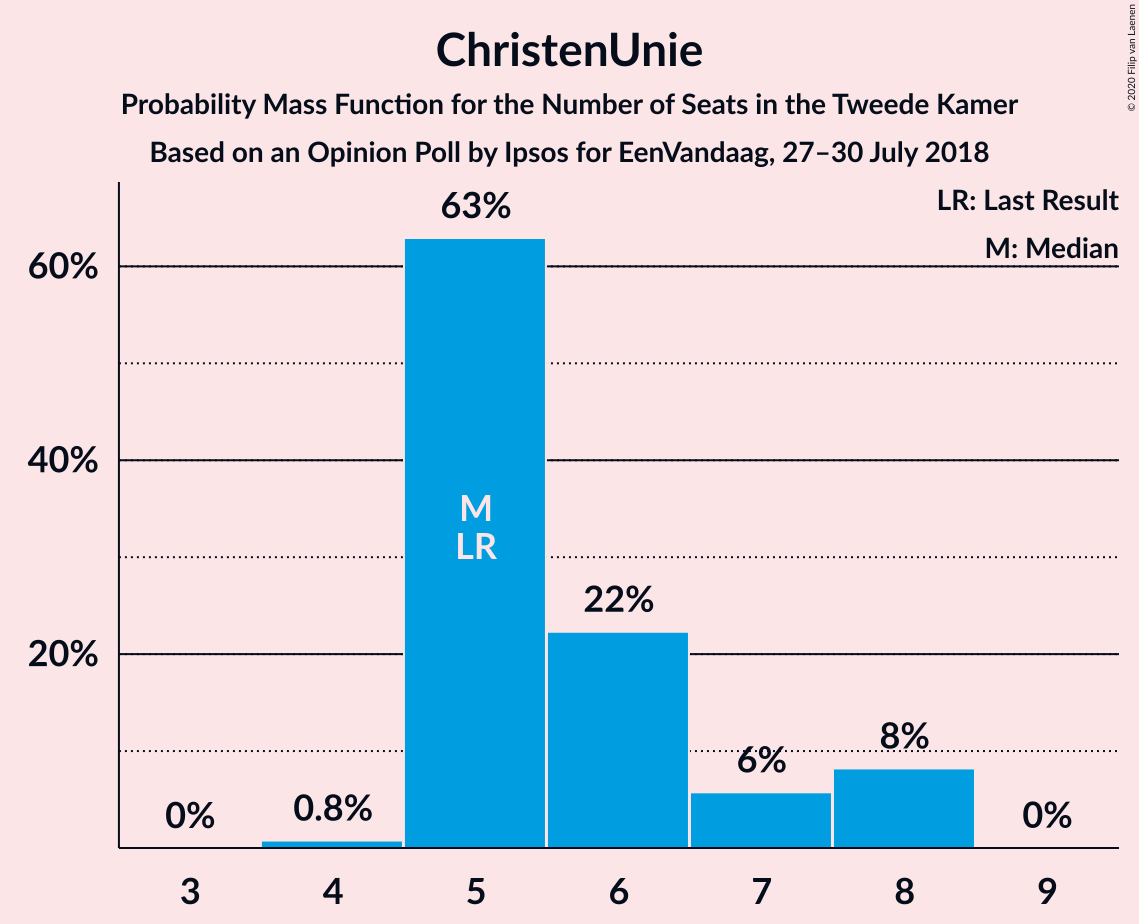 ChristenUnie
Probability Mass Function for the Number of Seats in the Tweede Kamer
Based on an Opinion Poll by Ipsos for EenVandaag, 27–30 July 2018
© 2020 Filip van Laenen
LR: Last Result
M: Median
60%
40%
20%
0%
0.8%
63%
M
LR
22%
6%
8%
0%
3 4 5 6 7 8 9